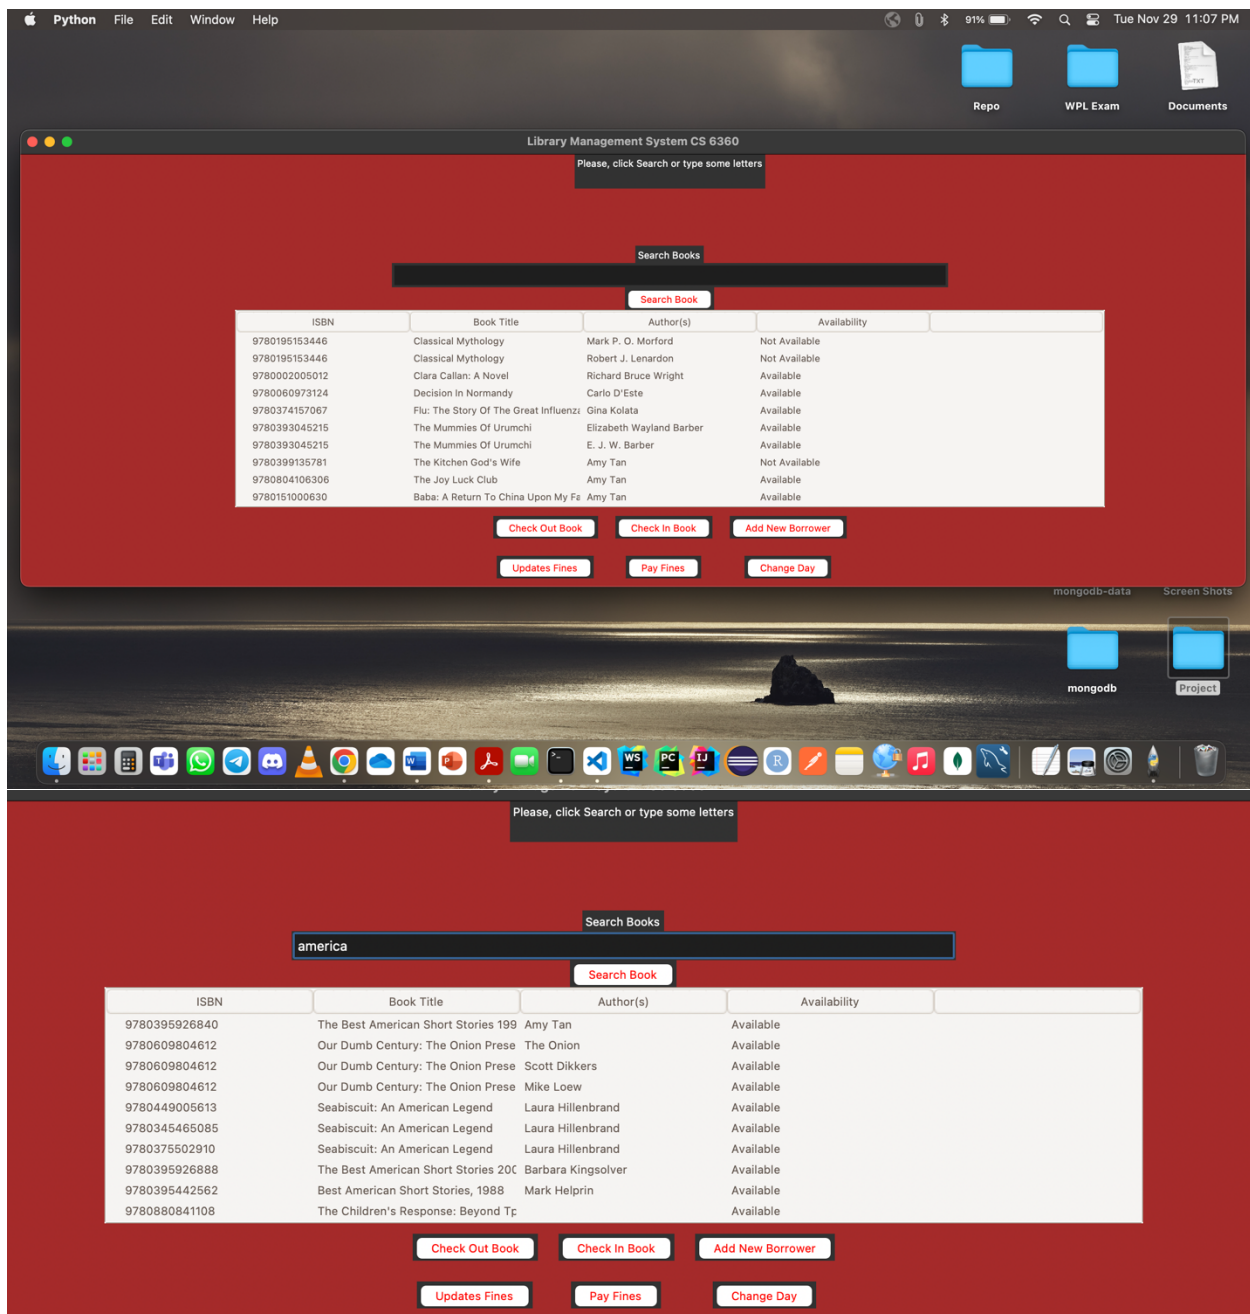 Python File Edit Window Help 91% Tue Nov 29 11:07 PM
TXT
Repo WPL Exam Documents
Library Management System CS 6360
Please, click Search or type some letters
Search Books
Search Book
ISBN Book Title Author(s) Availability
9780195153446 Classical Mythology Mark P. O. Morford Not Available
9780195153446 Classical Mythology Robert J. Lenardon Not Available
9780002005012 Clara Callan: A Novel Richard Bruce Wright Available
9780060973124 Decision In Normandy Carlo D'Este Available
9780374157067 Flu: The Story Of The Great Influenza Gina Kolata Available
9780393045215 The Mummies Of Urumchi Elizabeth Wayland Barber Available
9780393045215 The Mummies Of Urumchi E. J. W. Barber Available
9780399135781 The Kitchen God's Wife Amy Tan Not Available
9780804106306 The Joy Luck Club Amy Tan Available
9780151000630 Baba: A Return To China Upon My Fa Amy Tan Available
Check Out Book Check In Book Add New Borrower
Updates Fines Pay Fines Change Day
mongodb-data Screen Shots
mongodb Project
WS PC IJ R
Please, click Search or type some letters
Search Books
america
Search Book
ISBN Book Title Author(s) Availability
9780395926840 The Best American Short Stories 199 Amy Tan Available
9780609804612 Our Dumb Century: The Onion Prese The Onion Available
9780609804612 Our Dumb Century: The Onion Prese Scott Dikkers Available
9780609804612 Our Dumb Century: The Onion Prese Mike Loew Available
9780449005613 Seabiscuit: An American Legend Laura Hillenbrand Available
9780345465085 Seabiscuit: An American Legend Laura Hillenbrand Available
9780375502910 Seabiscuit: An American Legend Laura Hillenbrand Available
9780395926888 The Best American Short Stories 200 Barbara Kingsolver Available
9780395442562 Best American Short Stories, 1988 Mark Helprin Available
9780880841108 The Children's Response: Beyond Tp Available
Check Out Book Check In Book Add New Borrower
Updates Fines Pay Fines Change Day